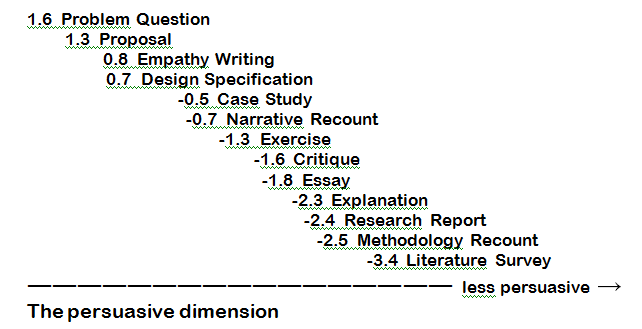 1.6 Problem Question
1.3 Proposal
0.8 Empathy Writing
0.7 Design Specification
-0.5 Case Study
-0.7 Narrative Recount
-1.3 Exercise
-1.6 Critique
-1.8 Essay
-2.3 Explanation
-2.4 Research Report
-2.5 Methodology Recount
-3.4 Literature Survey
less persuasive →
The persuasive dimension